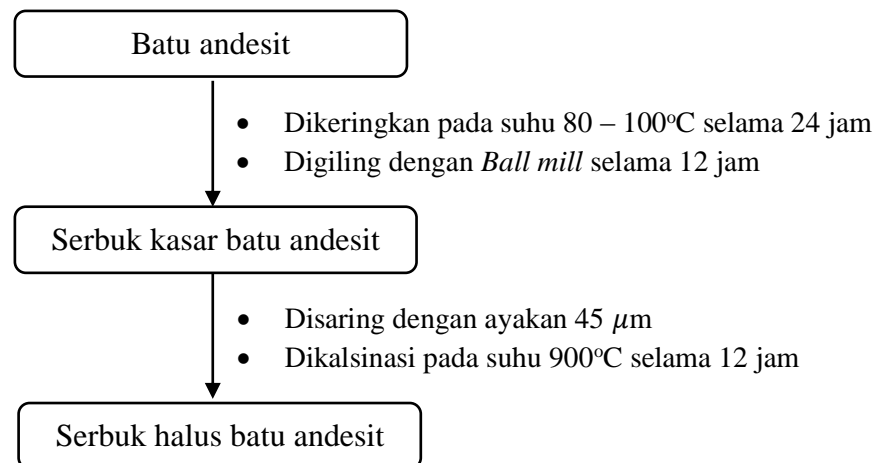 Batu andesit
• Dikeringkan pada suhu 80 – 100°C selama 24 jam
• Digiling dengan Ball mill selama 12 jam
Serbuk kasar batu andesit
• Disaring dengan ayakan 45 𝜇m
• Dikalsinasi pada suhu 900°C selama 12 jam
Serbuk halus batu andesit